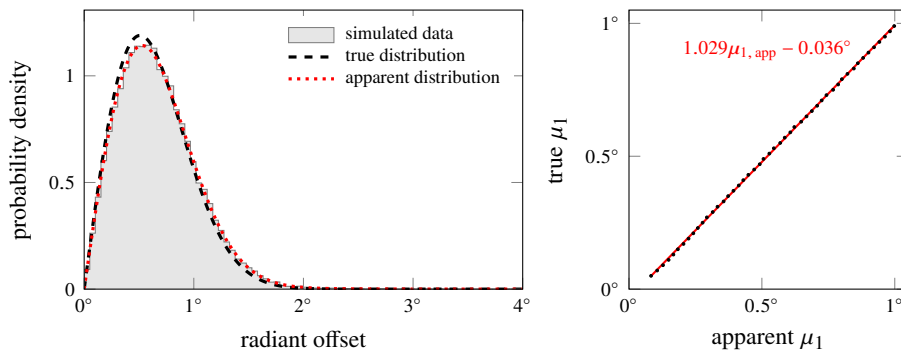 simulated data
true distribution
apparent distribution
probability density
1
0.5
0
0° 1° 2° 3° 4°
radiant offset
1.029μ1, app − 0.036°
true μ1
1°
0.5°
0°
0° 0.5° 1°
apparent μ1